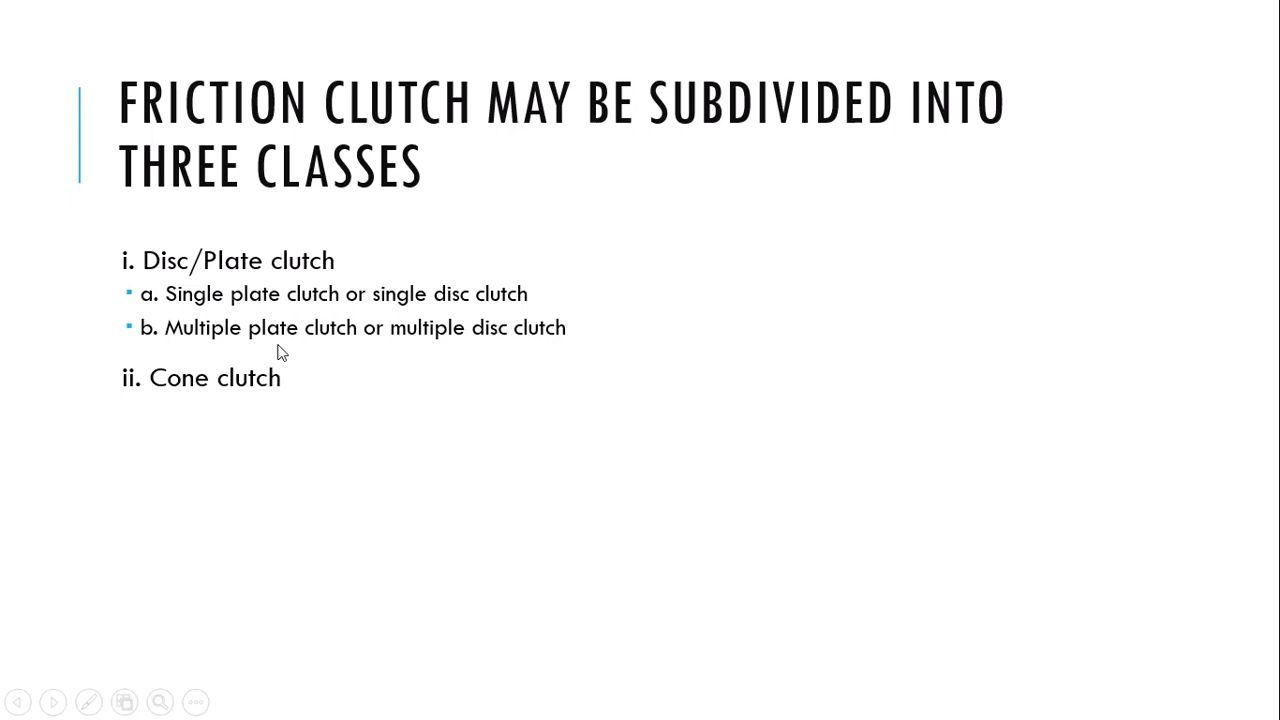 FRICTION CLUTCH MAY BE SUBDIVIDED INTO
THREE CLASSES
i. Disc/Plate clutch
▪ a. Single plate clutch or single disc clutch
▪ b. Multiple plate clutch or multiple disc clutch
ii. Cone clutch